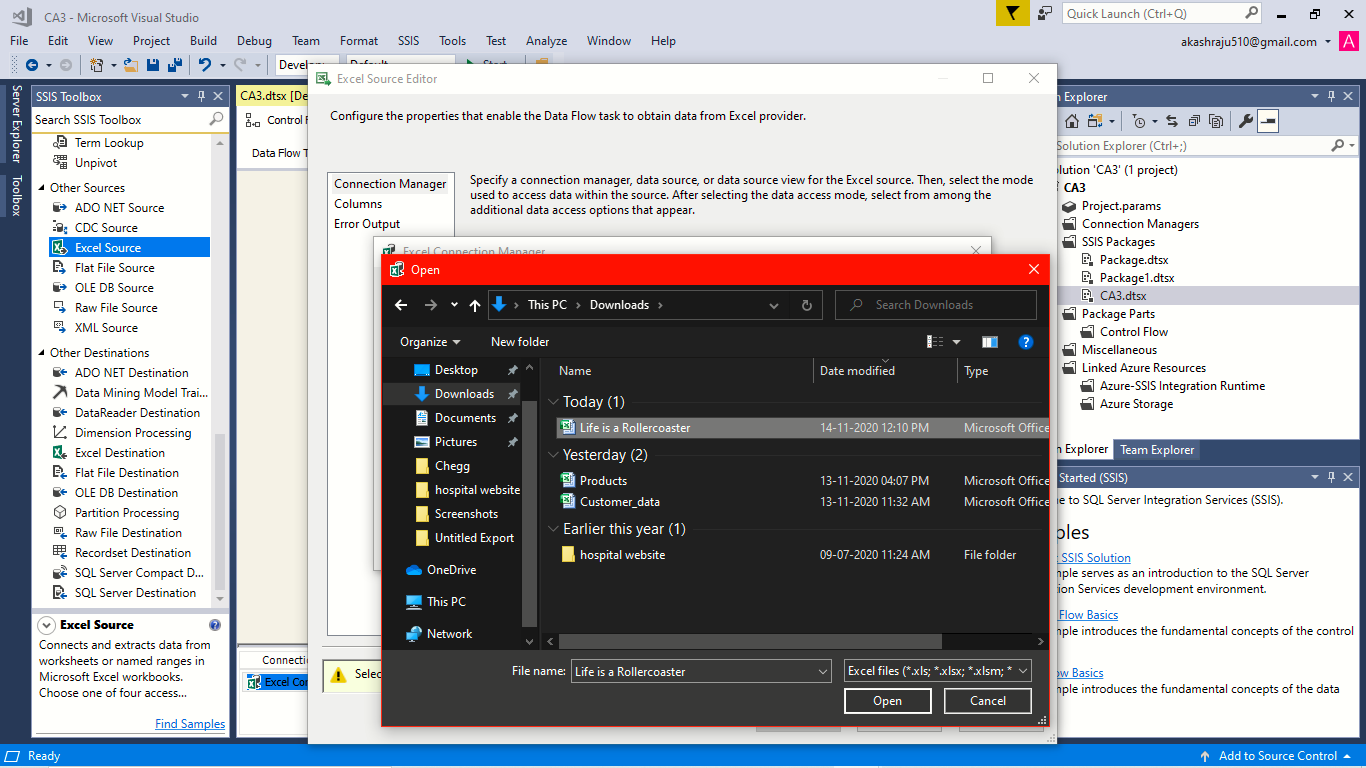 CA3 - Microsoft Visual Studio
Quick Launch (Ctrl+Q)
File Edit View Project Build Debug Team Format SSIS Tools Test Analyze Window Help
akashraju510@gmail.com
A
Server Explorer
Toolbox
SSIS Toolbox
Search SSIS Toolbox
Term Lookup
Unpivot
Other Sources
ADO NET Source
CDC Source
Excel Source
Flat File Source
OLE DB Source
Raw File Source
XML Source
Other Destinations
ADO NET Destination
Data Mining Model Trai...
DataReader Destination
Dimension Processing
Excel Destination
Flat File Destination
OLE DB Destination
Partition Processing
Raw File Destination
Recordset Destination
SQL Server Compact D...
SQL Server Destination
Excel Source
Connects and extracts data from
worksheets or named ranges in
Microsoft Excel workbooks.
Choose one of four access...
Find Samples
CA3.dtsx [De
Control F
Data Flow T
Connectio
Excel Co
Excel Source Editor
Configure the properties that enable the Data Flow task to obtain data from Excel provider.
Connection Manager
Columns
Error Output
Specify a connection manager, data source, or data source view for the Excel source. Then, select the mode
used to access data within the source. After selecting the data access mode, select from among the
additional data access options that appear.
Selec
Excel Connection Manager
Open
This PC Downloads
Search Downloads
Organize New folder
Desktop
Downloads
Documents
Pictures
Chegg
hospital website
Screenshots
Untitled Export
OneDrive
This PC
Network
Name Date modified Type
Today (1)
Life is a Rollercoaster 14-11-2020 12:10 PM Microsoft Office
Yesterday (2)
Products 13-11-2020 04:07 PM Microsoft Office
Customer_data 13-11-2020 11:32 AM Microsoft Office
Earlier this year (1)
hospital website 09-07-2020 11:24 AM File folder
File name: Life is a Rollercoaster
Excel files (*.xls; *.xlsx; *.xlsm; *
Open Cancel
n Explorer
Solution Explorer (Ctrl+;)
olution 'CA3' (1 project)
CA3
Project.params
Connection Managers
SSIS Packages
Package.dtsx
Package1.dtsx
CA3.dtsx
Package Parts
Control Flow
Miscellaneous
Linked Azure Resources
Azure-SSIS Integration Runtime
Azure Storage
n Explorer Team Explorer
Started (SSIS)
e to SQL Server Integration Services (SSIS).
ples
SSIS Solution
mple serves as an introduction to the SQL Server
ion Services development environment.
Flow Basics
mple introduces the fundamental concepts of the control
ow Basics
mple introduces the fundamental concepts of the data
Ready
Add to Source Control